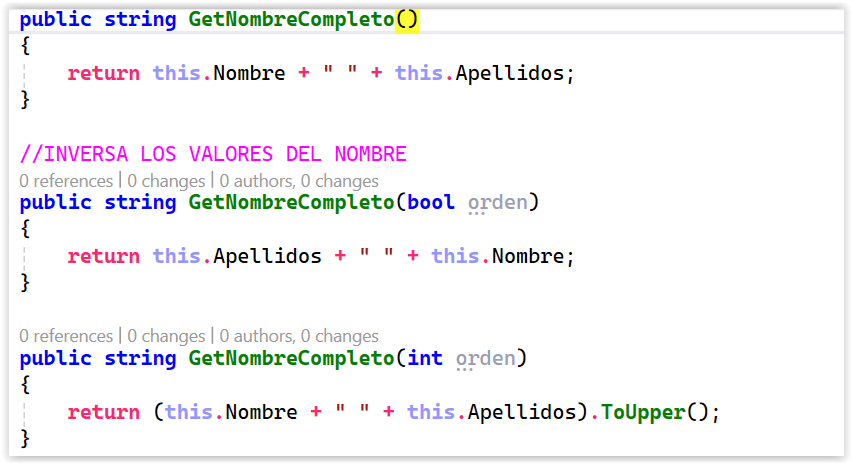 public string GetNombreCompleto()
{
return this.Nombre + " " + this.Apellidos;
}
//INVERSA LOS VALORES DEL NOMBRE
0 references | 0 changes | 0 authors, 0 changes
public string GetNombreCompleto(bool orden)
{
return this.Apellidos + " " + this.Nombre;
}
0 references | 0 changes | 0 authors, 0 changes
public string GetNombreCompleto(int orden)
{
return (this.Nombre + " " + this.Apellidos).ToUpper();
}